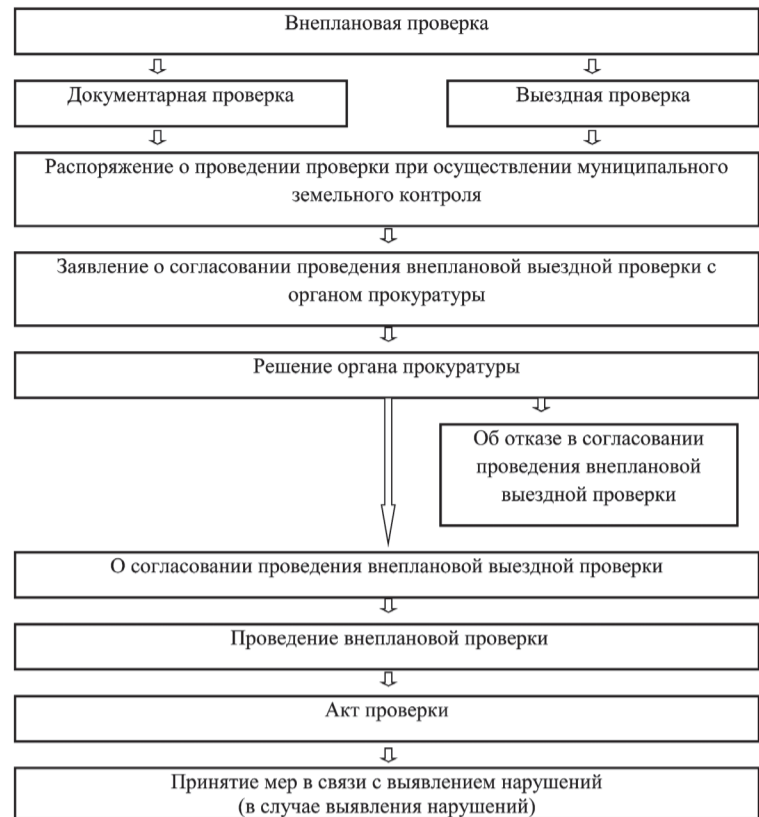 Внеплановая проверка
Документарная проверка
Выездная проверка
Распоряжение о проведении проверки при осуществлении муниципального
земельного контроля
Заявление о согласовании проведения внеплановой выездной проверки с
органом прокуратуры
Решение органа прокуратуры
Об отказе в согласовании
проведения внеплановой
выездной проверки
О согласовании проведения внеплановой выездной проверки
Проведение внеплановой проверки
Акт проверки
Принятие мер в связи с выявлением нарушений
(в случае выявления нарушений)